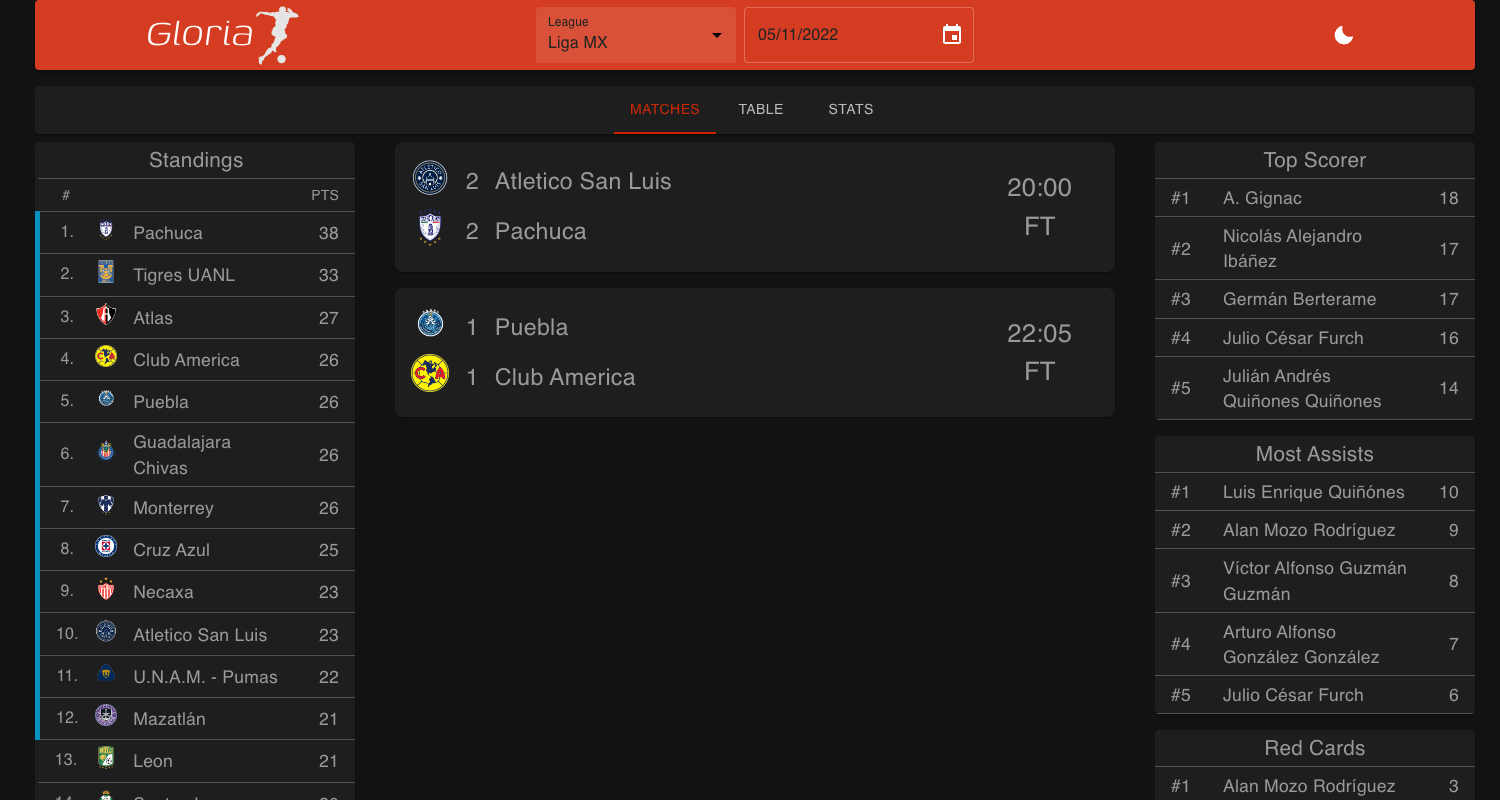 Gloria
League
Liga MX
05/11/2022
MATCHES TABLE STATS
Standings
# PTS
1. Pachuca 38
2. Tigres UANL 33
3. Atlas 27
4. Club America 26
5. Puebla 26
6. Guadalajara
Chivas 26
7. Monterrey 26
8. Cruz Azul 25
9. Necaxa 23
10. Atletico San Luis 23
11. U.N.A.M. - Pumas 22
12. Mazatlán 21
13. Leon 21
2 Atletico San Luis
2 Pachuca
20:00
FT
1 Puebla
1 Club America
22:05
FT
Top Scorer
#1 A. Gignac 18
#2 Nicolás Alejandro
Ibáñez 17
#3 Germán Berterame 17
#4 Julio César Furch 16
#5 Julián Andrés
Quiñones Quiñones 14
Most Assists
#1 Luis Enrique Quiñónes 10
#2 Alan Mozo Rodríguez 9
#3 Víctor Alfonso Guzmán
Guzmán 8
#4 Arturo Alfonso
González González 7
#5 Julio César Furch 6
Red Cards
#1 Alan Mozo Rodríguez 3